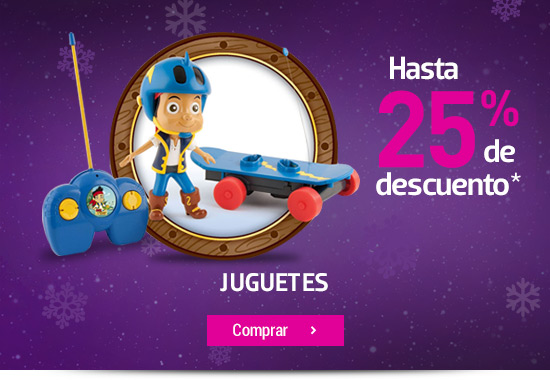 Hasta
25%
de
descuento*
JUGUETES
Comprar >